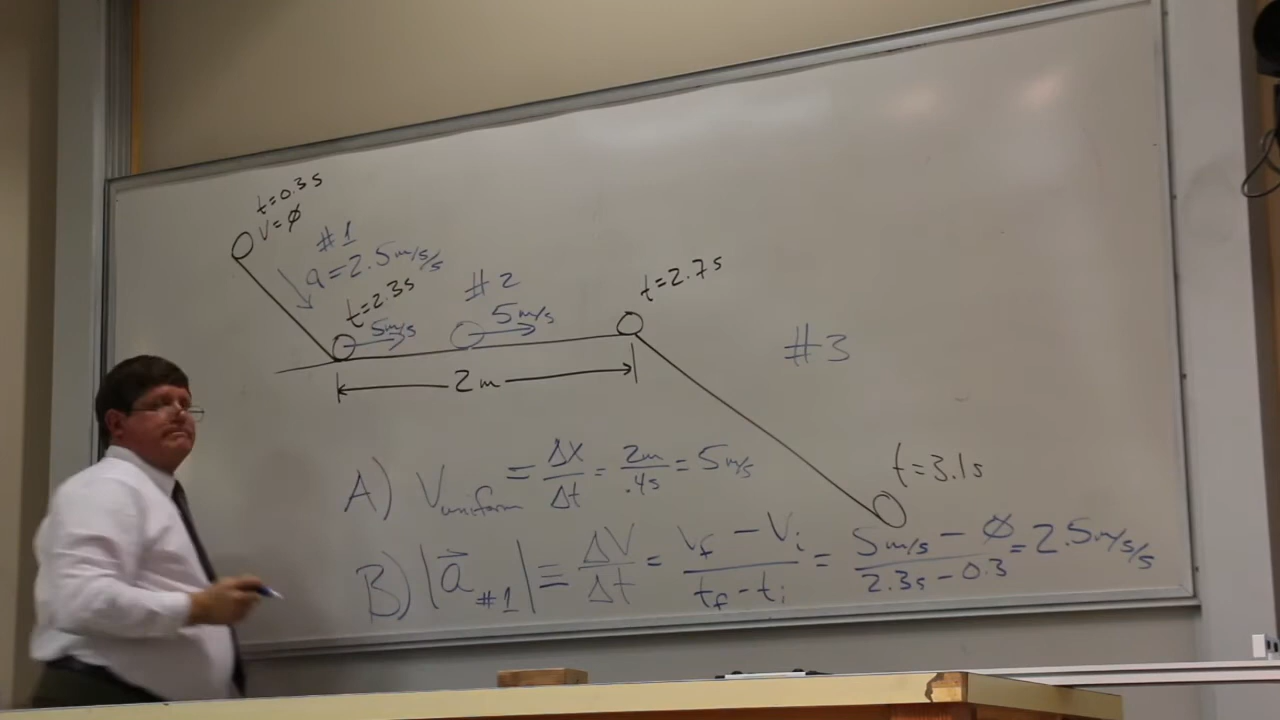 t=0.3s
v=∅
#1
a=2.5m/s/s
t=2.3s
5m/s
#2
5m/s
t=2.7s
2m
#3
t=3.1s
A) Vuniform = Δx/Δt = 2m/.4s = 5m/s
B) |a⃗#1| ≡ ΔV/Δt = (Vf - Vi)/(tf - ti) = (5m/s - ∅)/(2.3s - 0.3) = 2.5m/s/s